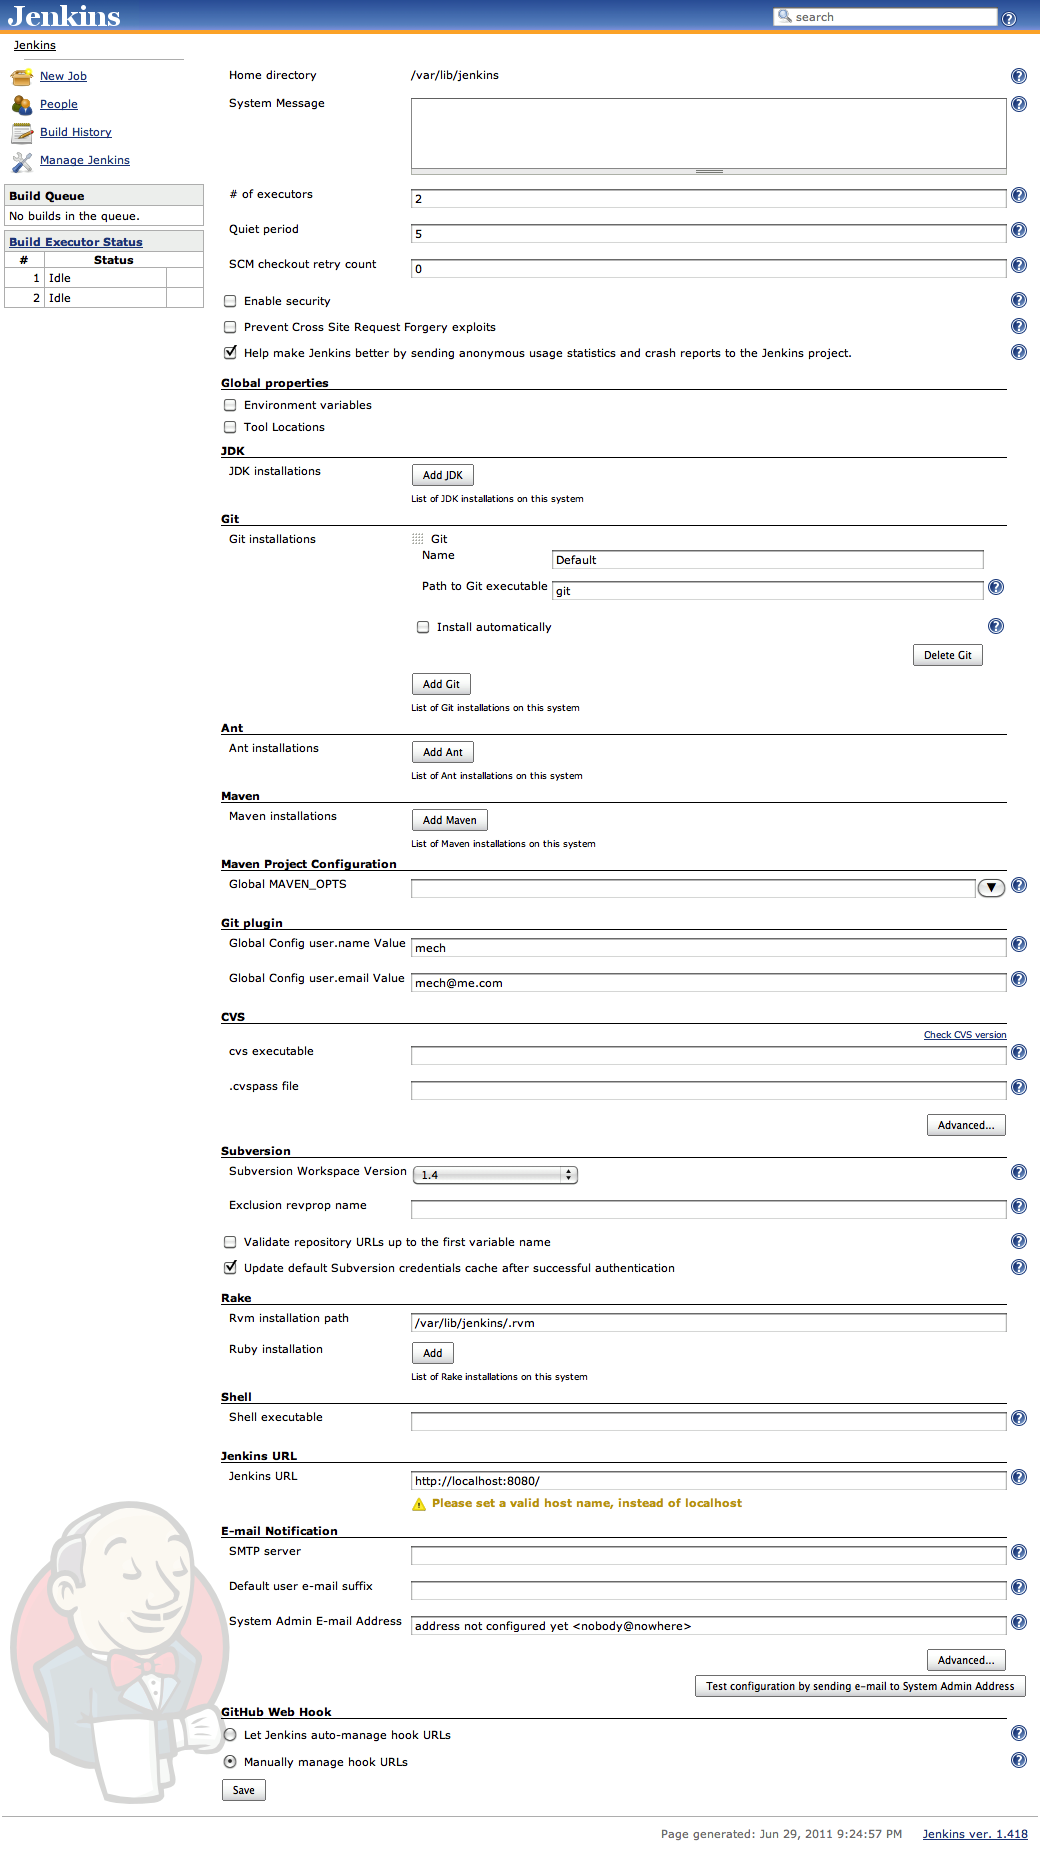 Jenkins
search
Jenkins
New Job
People
Build History
Manage Jenkins
Build Queue
No builds in the queue.
Build Executor Status
# Status
1 Idle
2 Idle
Home directory /var/lib/jenkins
System Message
# of executors 2
Quiet period 5
SCM checkout retry count 0
Enable security
Prevent Cross Site Request Forgery exploits
Help make Jenkins better by sending anonymous usage statistics and crash reports to the Jenkins project.
Global properties
Environment variables
Tool Locations
JDK
JDK installations Add JDK
List of JDK installations on this system
Git
Git installations Git
Name Default
Path to Git executable git
Install automatically
Delete Git
Add Git
List of Git installations on this system
Ant
Ant installations Add Ant
List of Ant installations on this system
Maven
Maven installations Add Maven
List of Maven installations on this system
Maven Project Configuration
Global MAVEN_OPTS
Git plugin
Global Config user.name Value mech
Global Config user.email Value mech@me.com
CVS
Check CVS version
cvs executable
.cvspass file
Advanced...
Subversion
Subversion Workspace Version 1.4
Exclusion revprop name
Validate repository URLs up to the first variable name
Update default Subversion credentials cache after successful authentication
Rake
Rvm installation path /var/lib/jenkins/.rvm
Ruby installation Add
List of Rake installations on this system
Shell
Shell executable
Jenkins URL
Jenkins URL http://localhost:8080/
Please set a valid host name, instead of localhost
E-mail Notification
SMTP server
Default user e-mail suffix
System Admin E-mail Address address not configured yet <nobody@nowhere>
Advanced...
Test configuration by sending e-mail to System Admin Address
GitHub Web Hook
Let Jenkins auto-manage hook URLs
Manually manage hook URLs
Save
Page generated: Jun 29, 2011 9:24:57 PM Jenkins ver. 1.418